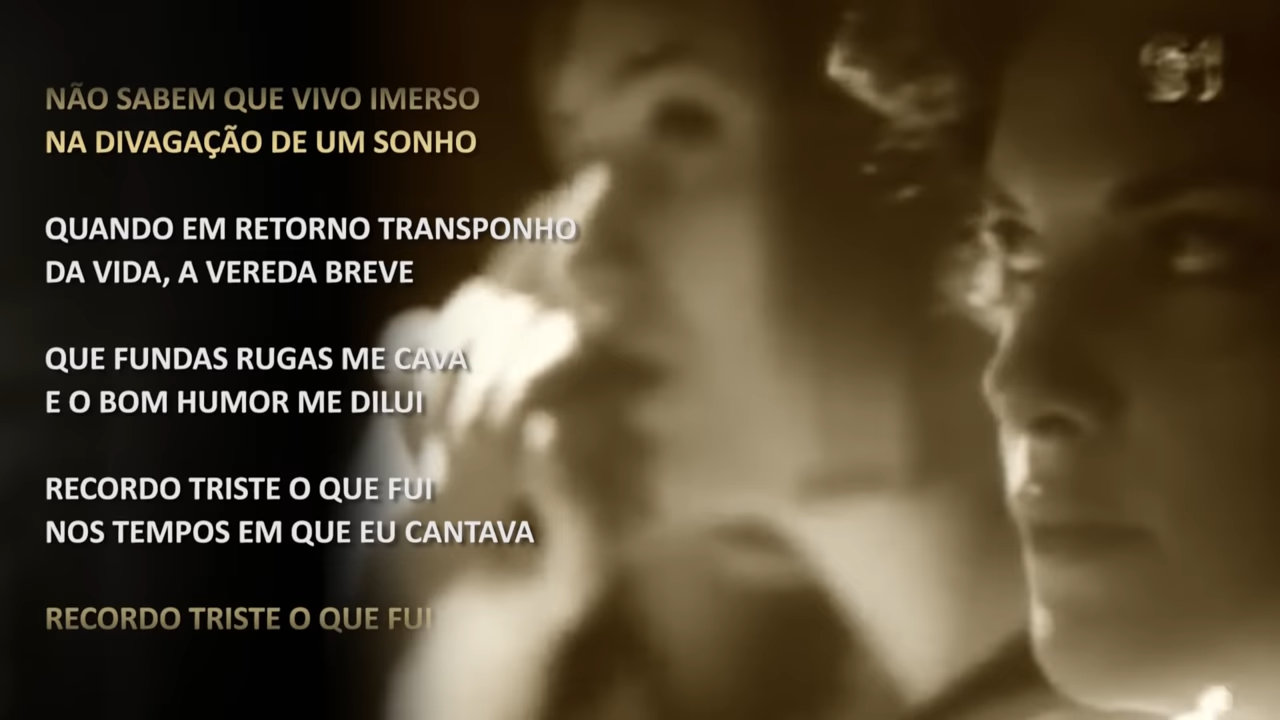 NÃO SABEM QUE VIVO IMERSO
NA DIVAGAÇÃO DE UM SONHO
QUANDO EM RETORNO TRANSPONHO
DA VIDA, A VEREDA BREVE
QUE FUNDAS RUGAS ME CAVA
E O BOM HUMOR ME DILUI
RECORDO TRISTE O QUE FUI
NOS TEMPOS EM QUE EU CANTAVA
RECORDO TRISTE O QUE FUI